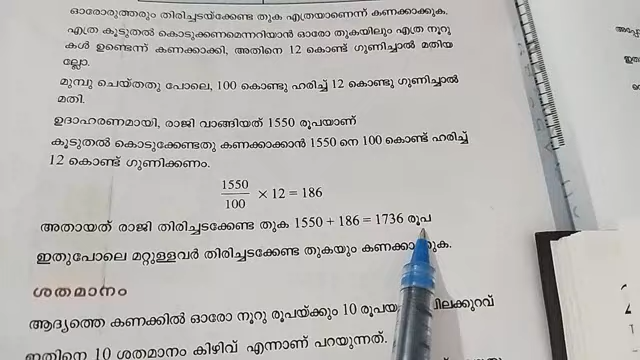 ഓരോരുത്തരും തിരിച്ചടയ്ക്കേണ്ട തുക എത്രയാണെന്ന് കണക്കാക്കുക.
എത്ര കൂടുതൽ കൊടുക്കണമെന്നറിയാൻ ഓരോ തുകയിലും എത്ര നൂറു
കൾ ഉണ്ടെന്ന് കണക്കാക്കി, അതിനെ 12 കൊണ്ട് ഗുണിച്ചാൽ മതിയ
ല്ലോ.
മുമ്പു ചെയ്തതു പോലെ, 100 കൊണ്ടു ഹരിച്ച് 12 കൊണ്ടു ഗുണിച്ചാൽ
മതി.
ഉദാഹരണമായി, രാജി വാങ്ങിയത് 1550 രൂപയാണ്
കൂടുതൽ കൊടുക്കേണ്ടതു കണക്കാക്കാൻ 1550 നെ 100 കൊണ്ട് ഹരിച്ച്
12 കൊണ്ട് ഗുണിക്കണം.
1550/100 × 12 = 186
അതായത് രാജി തിരിച്ചടക്കേണ്ട തുക 1550 + 186 = 1736 രൂപ
ഇതുപോലെ മറ്റുള്ളവർ തിരിച്ചടക്കേണ്ട തുകയും
ശതമാനം
ആദ്യത്തെ കണക്കിൽ ഓരോ നൂറു രൂപയ്ക്കും 10
ഇതിനെ 10 ശതമാനം കിഴിവ് എന്നാണ് പറയുന്നത്.